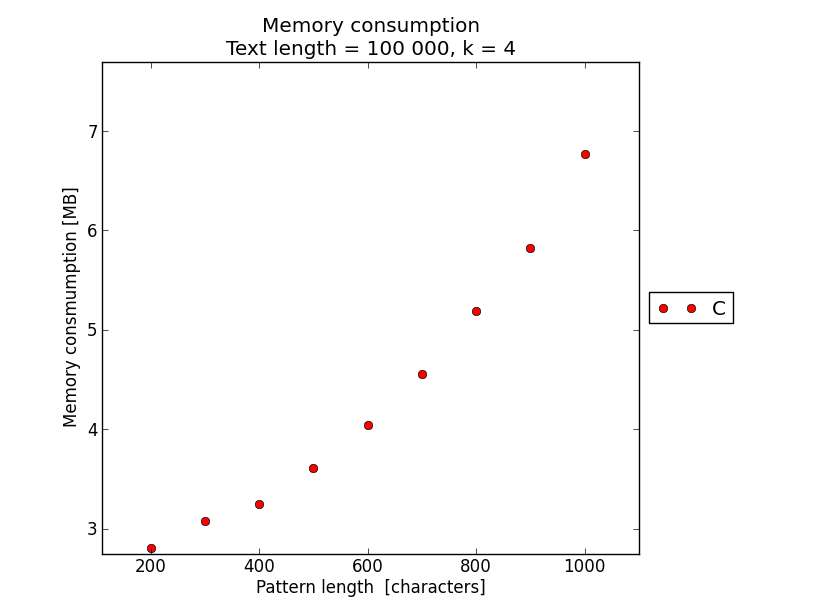 Memory consumption
Text length = 100 000, k = 4
7
6
5
4
3
Memory consmumption [MB]
200 400 600 800 1000
Pattern length  [characters]
C